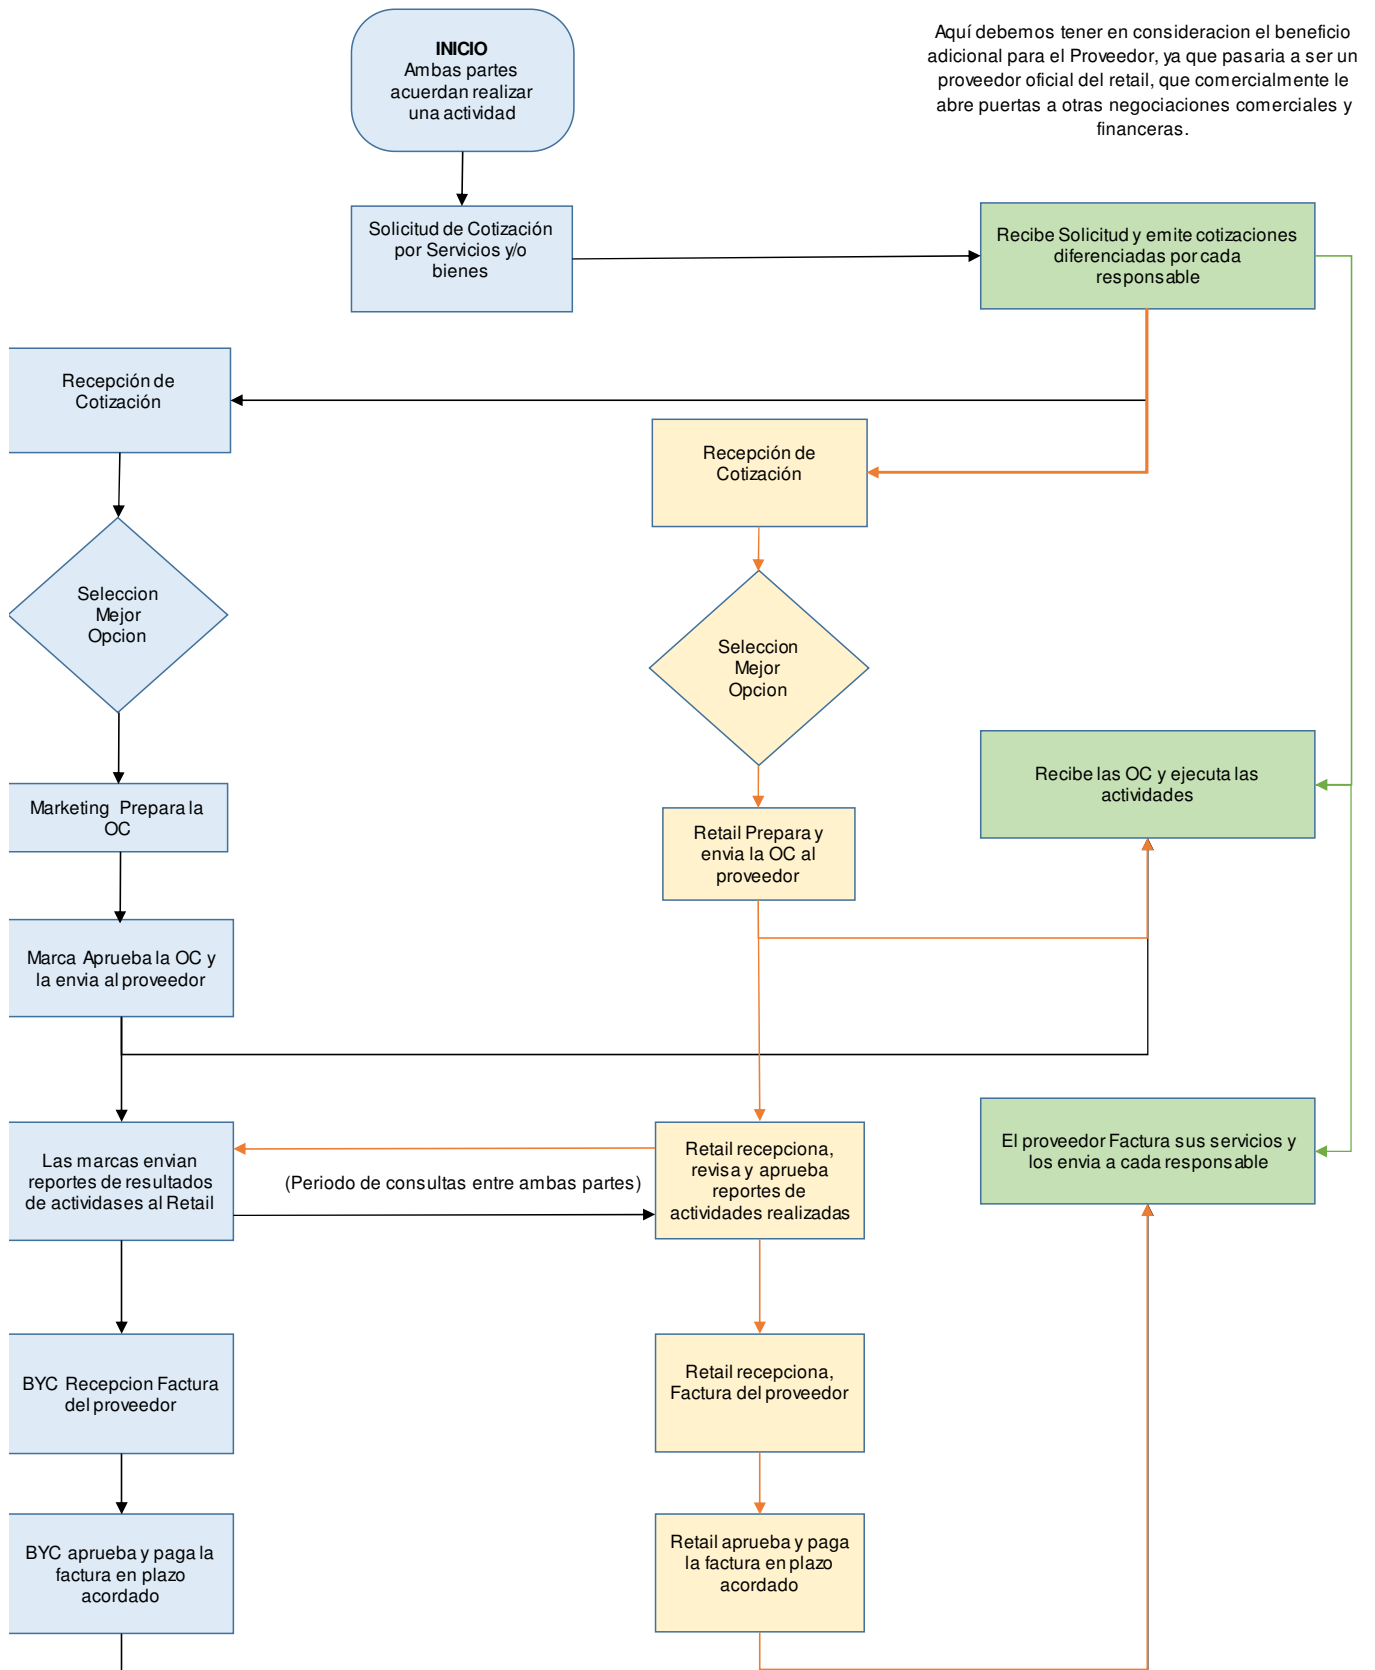 INICIO
Ambas partes
acuerdan realizar
una actividad
Aquí debemos tener en consideracion el beneficio
adicional para el Proveedor, ya que pasaria a ser un
proveedor oficial del retail, que comercialmente le
abre puertas a otras negociaciones comerciales y
financeras.
Solicitud de Cotización
por Servicios y/o
bienes
Recibe Solicitud y emite cotizaciones
diferenciadas por cada
responsable
Recepción de
Cotización
Recepción de
Cotización
Seleccion
Mejor
Opcion
Seleccion
Mejor
Opcion
Marketing Prepara la
OC
Retail Prepara y
envia la OC al
proveedor
Recibe las OC y ejecuta las
actividades
Marca Aprueba la OC y
la envia al proveedor
Las marcas envian
reportes de resultados
de actividases al Retail
(Periodo de consultas entre ambas partes)
Retail recepciona,
revisa y aprueba
reportes de
actividades realizadas
El proveedor Factura sus servicios y
los envia a cada responsable
BYC Recepcion Factura
del proveedor
Retail recepciona,
Factura del proveedor
BYC aprueba y paga la
factura en plazo
acordado
Retail aprueba y paga
la factura en plazo
acordado